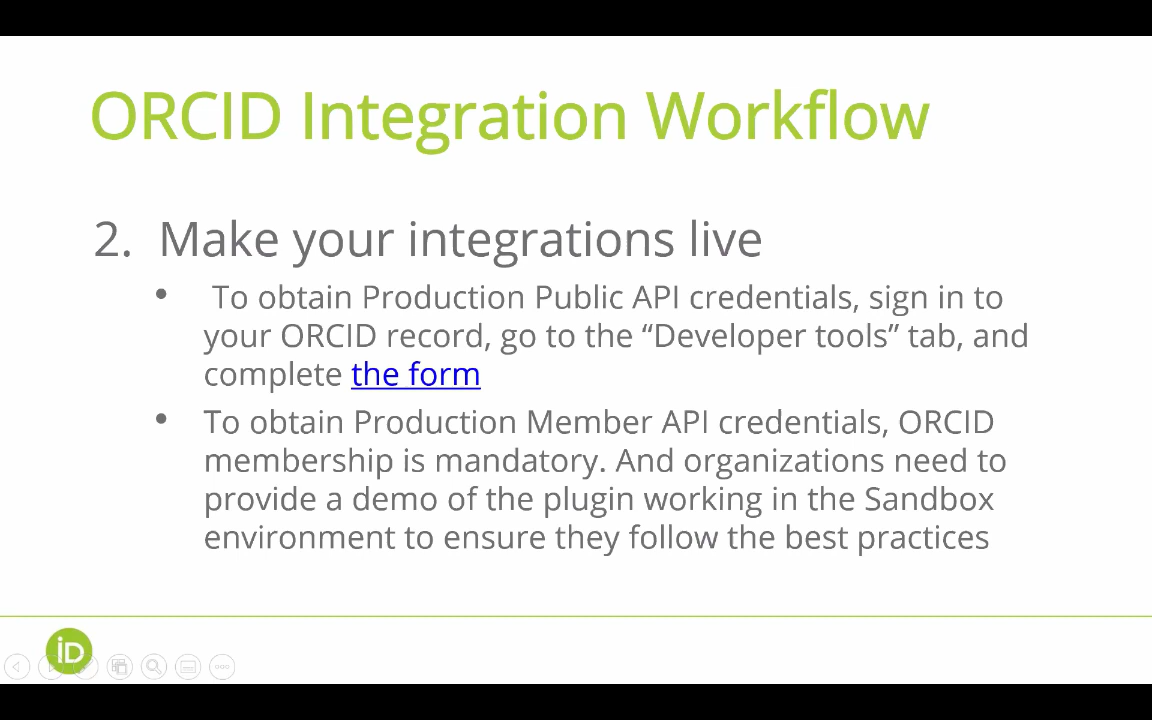 ORCID Integration Workflow
2. Make your integrations live
• To obtain Production Public API credentials, sign in to
your ORCID record, go to the “Developer tools” tab, and
complete the form
• To obtain Production Member API credentials, ORCID
membership is mandatory. And organizations need to
provide a demo of the plugin working in the Sandbox
environment to ensure they follow the best practices
iD